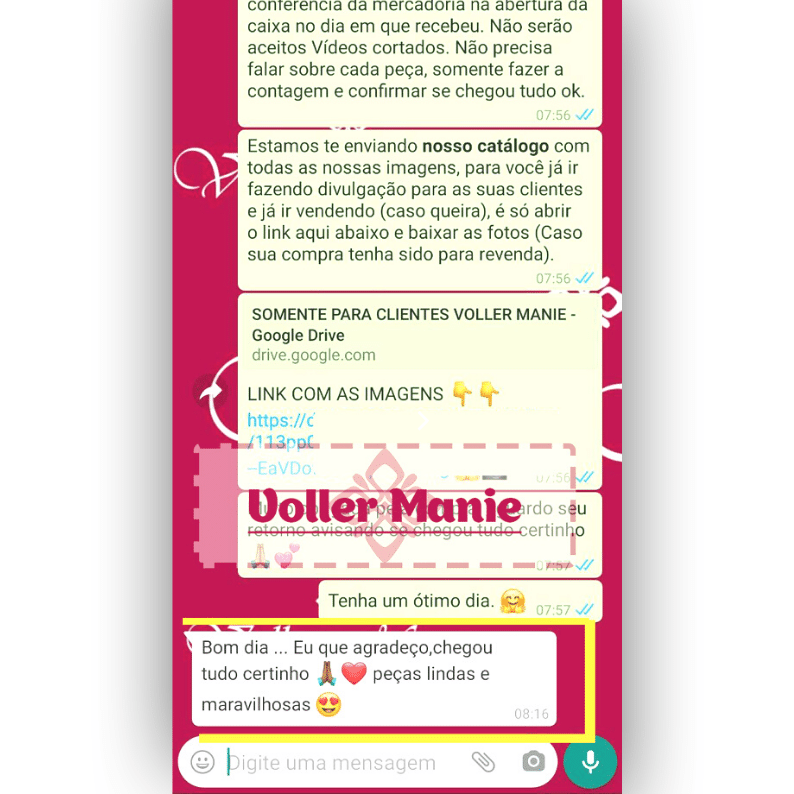 conferência da mercadoria na abertura da
caixa no dia em que recebeu. Não serão
aceitos Vídeos cortados. Não precisa
falar sobre cada peça, somente fazer a
contagem e confirmar se chegou tudo ok.
07:56
Estamos te enviando nosso catálogo com
todas as nossas imagens, para você já ir
fazendo divulgação para as suas clientes
e já ir vendendo (caso queira), é só abrir
o link aqui abaixo e baixar as fotos (Caso
sua compra tenha sido para revenda).
07:56
SOMENTE PARA CLIENTES VOLLER MANIE -
Google Drive
drive.google.com
LINK COM AS IMAGENS 👇👇
https://d
/113pp
–EaVDo.
07:56
Voller Manie
seu
retorno avisando se chegou tudo certinho
🙏🏽💕
07:57
Tenha um ótimo dia. 🤗
07:57
Bom dia ... Eu que agradeço,chegou
tudo certinho 🙏🏽❤️ peças lindas e
maravilhosas 😍
08:16
Digite uma mensagem